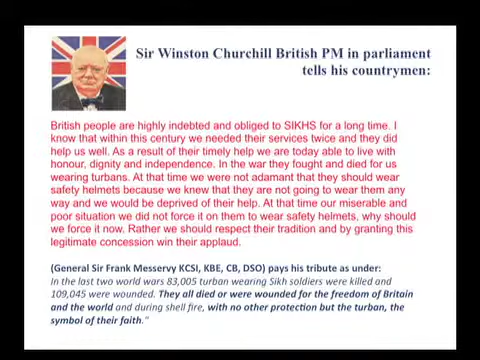 Sir Winston Churchill British PM in parliament
tells his countrymen:
British people are highly indebted and obliged to SIKHS for a long time. I
know that within this century we needed their services twice and they did
help us well. As a result of their timely help we are today able to live with
honour, dignity and independence. In the war they fought and died for us
wearing turbans. At that time we were not adamant that they should wear
safety helmets because we knew that they are not going to wear them any
way and we would be deprived of their help. At that time our miserable and
poor situation we did not force it on them to wear safety helmets, why should
we force it now. Rather we should respect their tradition and by granting this
legitimate concession win their applaud.
(General Sir Frank Messervy KCSI, KBE, CB, DSO) pays his tribute as under:
In the last two world wars 83,005 turban wearing Sikh soldiers were killed and
109,045 were wounded. They all died or were wounded for the freedom of Britain
and the world and during shell fire, with no other protection but the turban, the
symbol of their faith."